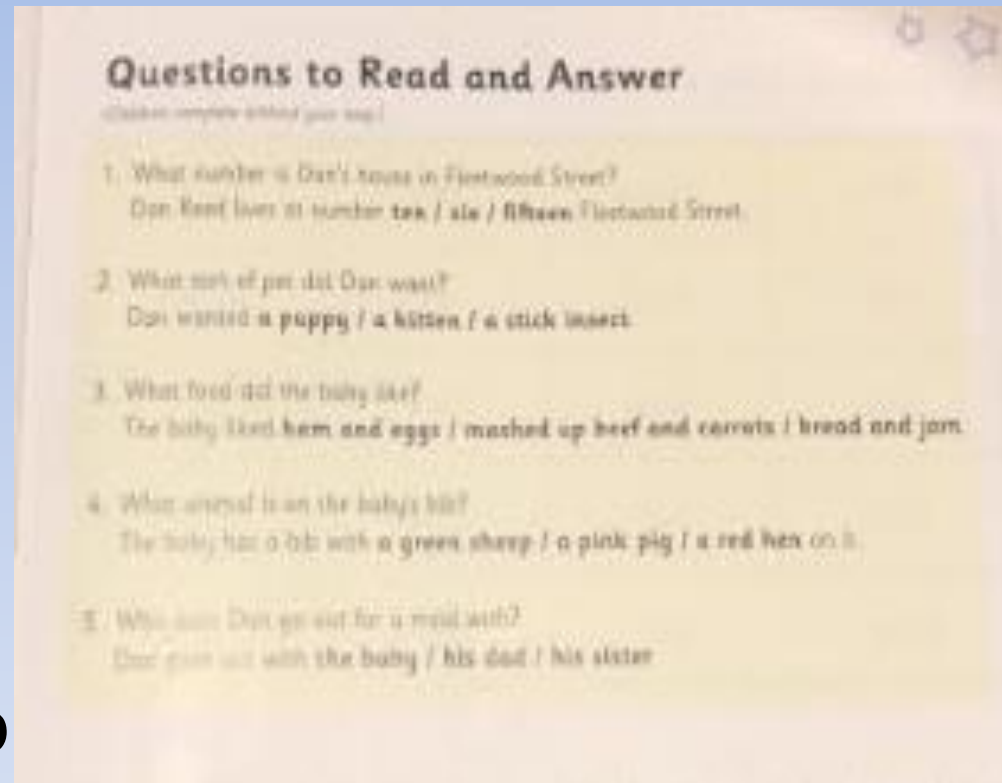 Questions to Read and Answer
1. What number is Dan's house in Fleetwood Street?
Dan Reed lives at number ten / six / fifteen Fleetwood Street.
2. What sort of pet did Dan want?
Dan wanted a puppy / a kitten / a stick insect
3. What food did the baby like?
The baby liked ham and eggs / mashed up beef and carrots / bread and jam
4. What animal is on the baby's bib?
The baby has a bib with a green sheep / a pink pig / a red hen on it.
5. Who Dan go out for a meal with?
Dan out with the baby / his dad / his sister